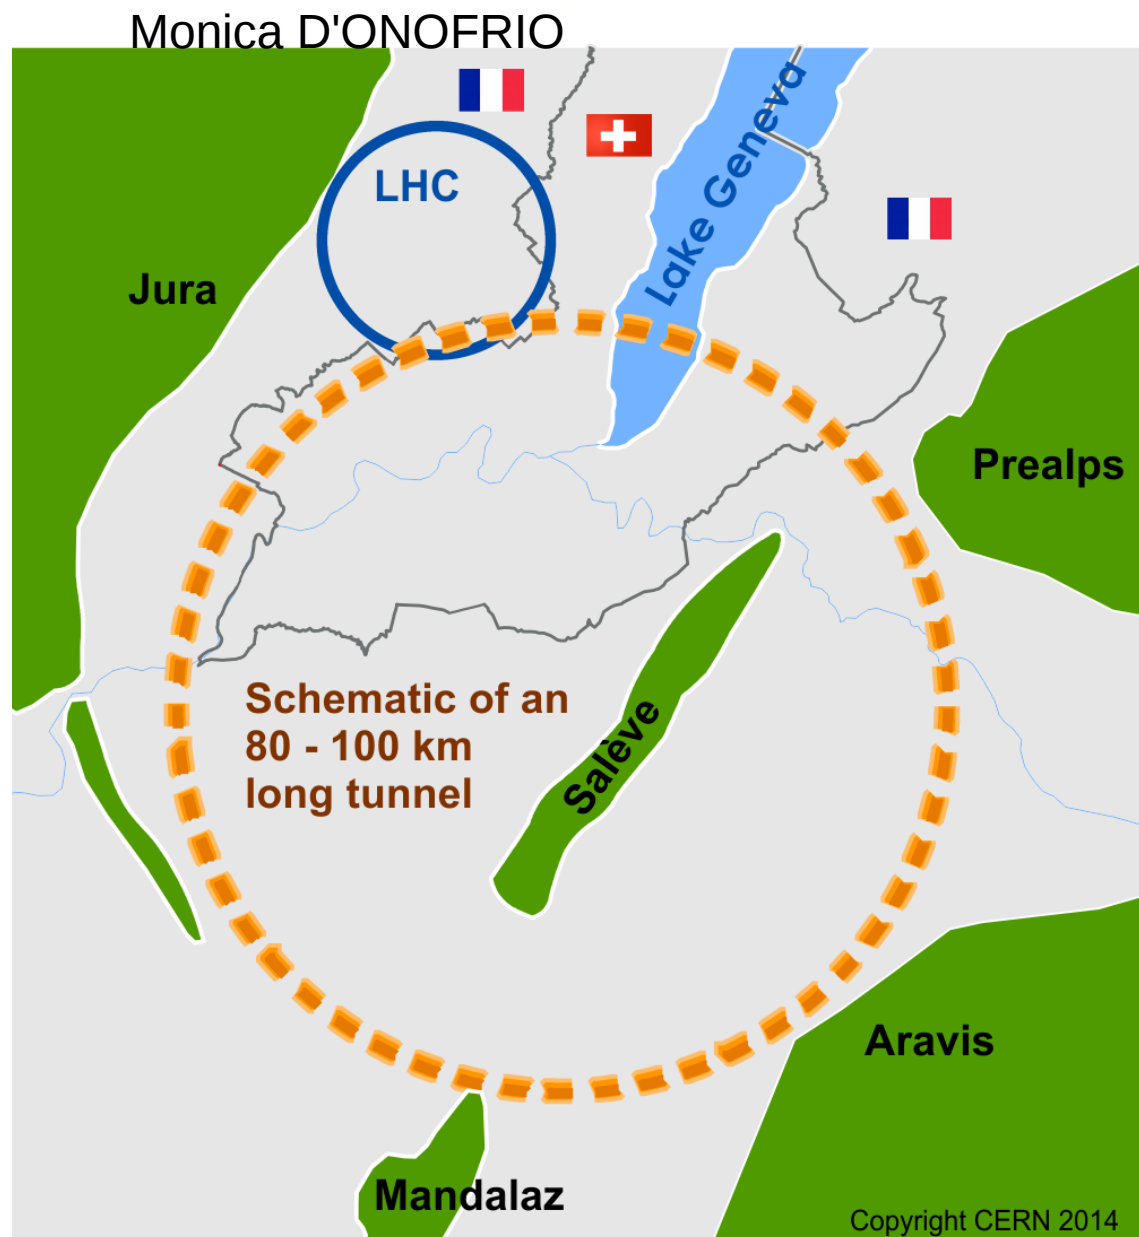 Monica D'ONOFRIO
LHC
Lake Geneva
Jura
Prealps
Schematic of an
80 - 100 km
long tunnel
Salève
Aravis
Mandalaz
Copyright CERN 2014